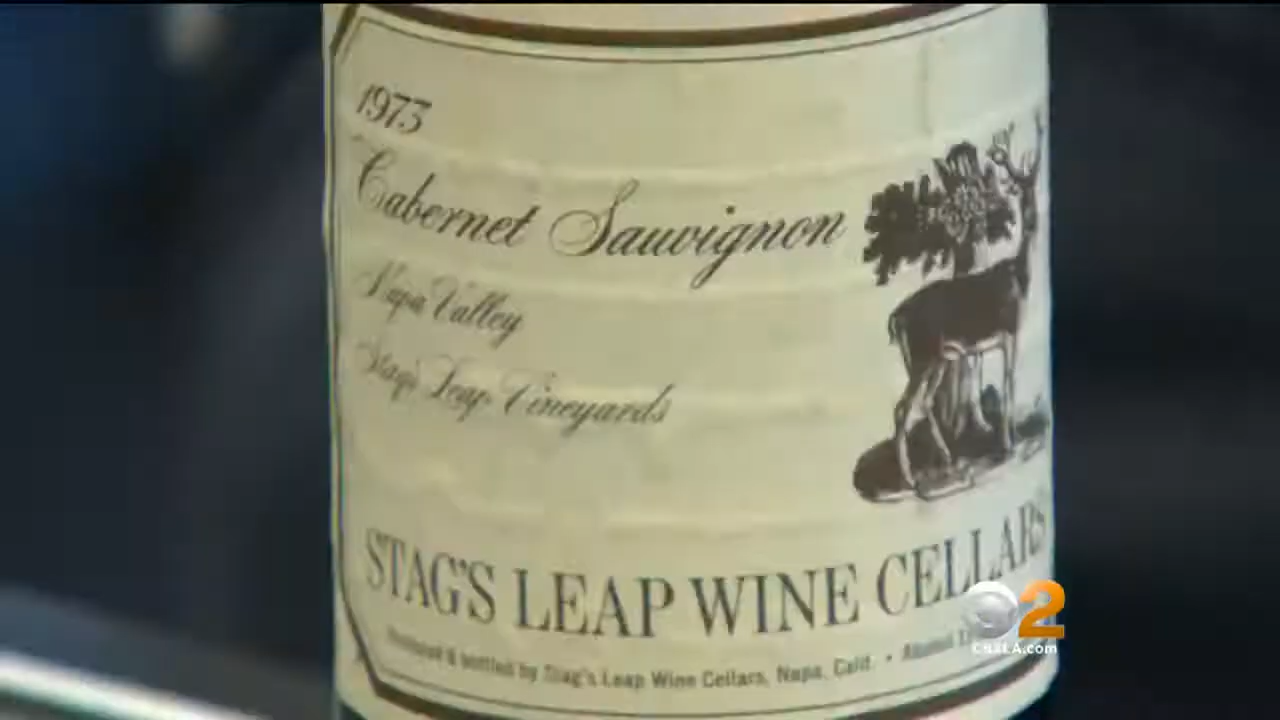 1973
Cabernet Sauvignon
Napa Valley
Stag's Leap Vineyards
STAG'S LEAP WINE CELLARS
& bottled by Stag's Leap Wine Cellars, Napa, Calif. •
2
CBSLA.com